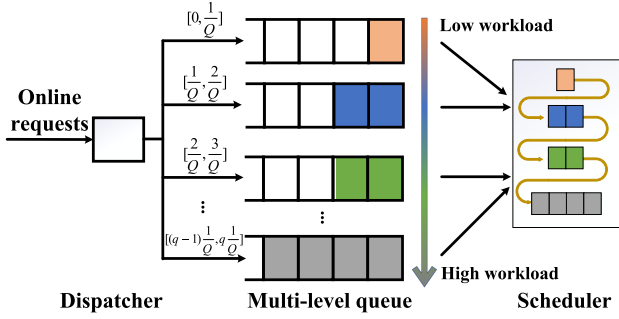 [0, 1/Q]
Low workload
[1/Q, 2/Q]
Online
requests
[2/Q, 3/Q]
...
...
[(q−1) 1/Q, q 1/Q]
High workload
Dispatcher
Multi-level queue
Scheduler